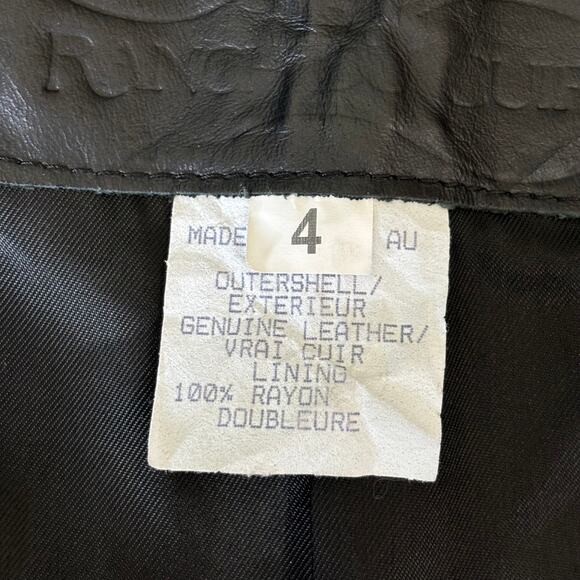 MADE 4 AU
OUTERSHELL/
EXTERIEUR
GENUINE LEATHER/
VRAI CUIR
LINING
100% RAYON
DOUBLEURE